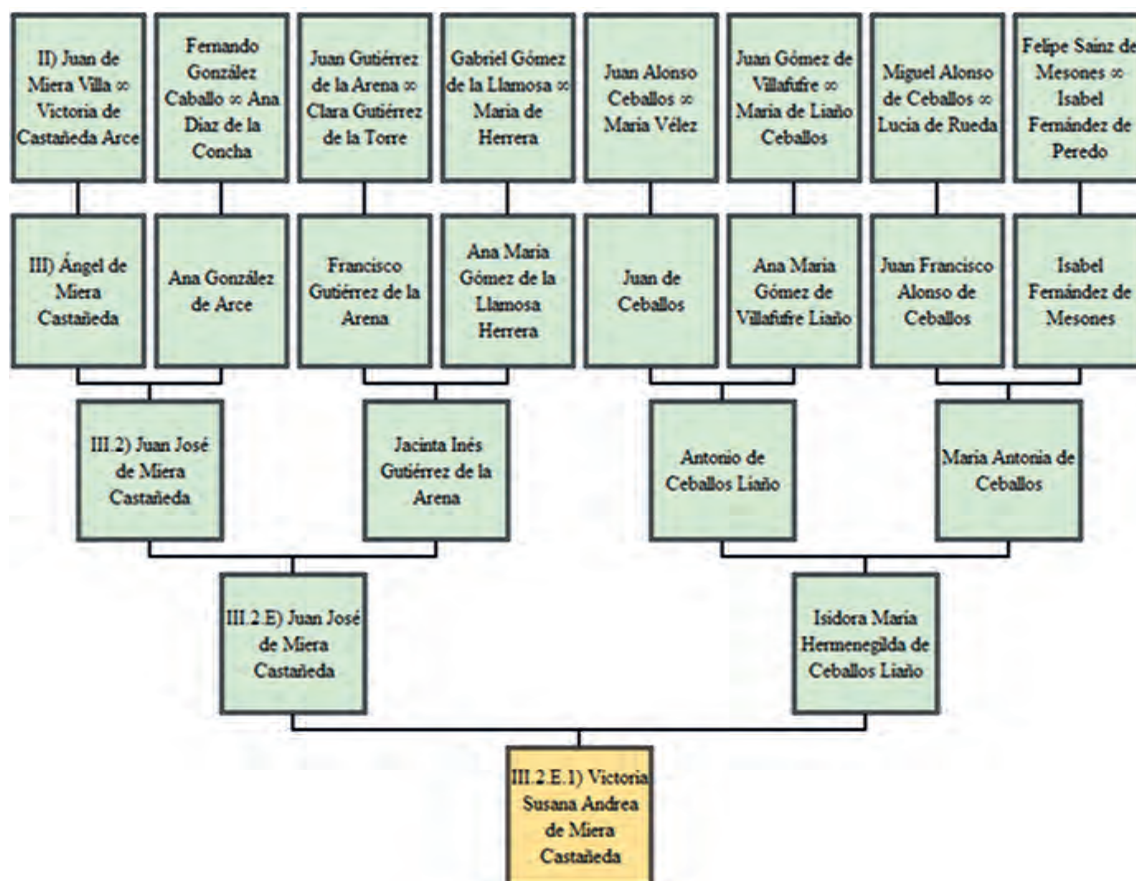 II) Juan de
Miera Villa ∞
Victoria de
Castañeda Arce
Fernando
González
Caballo ∞ Ana
Diaz de la
Concha
Juan Gutiérrez
de la Arena ∞
Clara Gutiérrez
de la Torre
Gabriel Gómez
de la Llamosa ∞
Maria de
Herrera
Juan Alonso
Ceballos ∞
Maria Vélez
Juan Gómez de
Villafufre ∞
Maria de Liaño
Ceballos
Miguel Alonso
de Ceballos ∞
Lucia de Rueda
Felipe Sainz de
Mesones ∞
Isabel
Fernández de
Peredo
III) Ángel de
Miera
Castañeda
Ana González
de Arce
Francisco
Gutiérrez de la
Arena
Ana Maria
Gómez de la
Llamosa
Herrera
Juan de
Ceballos
Ana Maria
Gómez de
Villafufre Liaño
Juan Francisco
Alonso de
Ceballos
Isabel
Fernández de
Mesones
III.2) Juan José
de Miera
Castañeda
Jacinta Inés
Gutiérrez de la
Arena
Antonio de
Ceballos Liaño
Maria Antonia de
Ceballos
III.2.E) Juan José
de Miera
Castañeda
Isidora Maria
Hermenegilda de
Ceballos Liaño
III.2.E.1) Victoria
Susana Andrea
de Miera
Castañeda